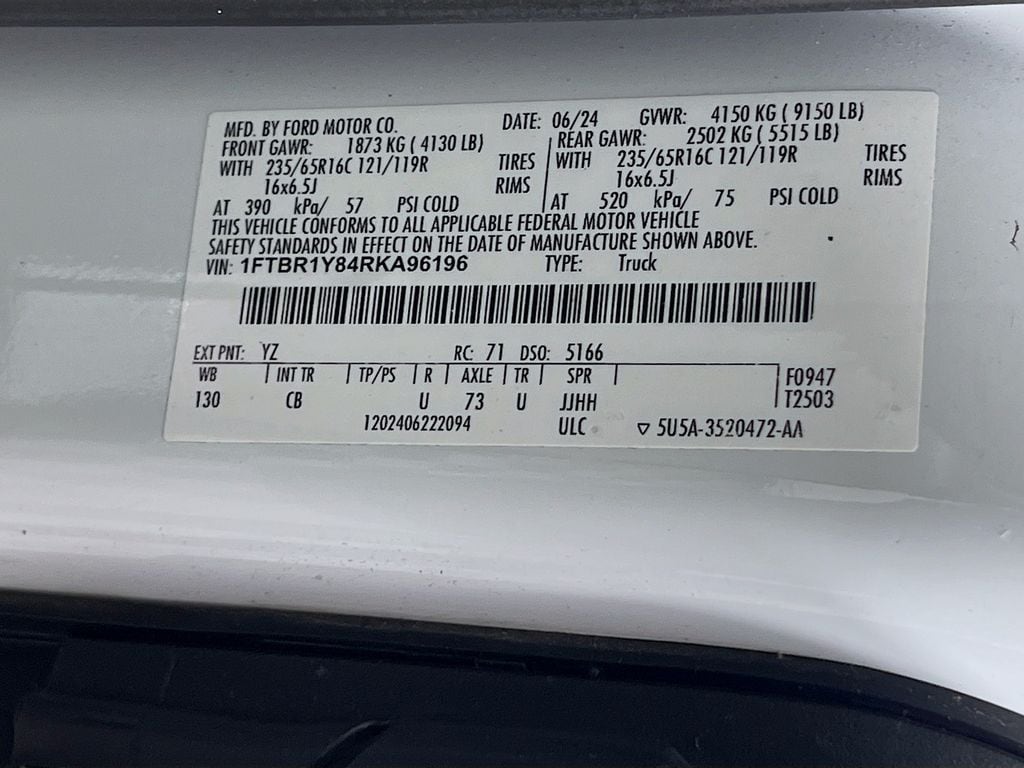 MFD. BY FORD MOTOR CO. DATE: 06/24 GVWR: 4150 KG ( 9150 LB)
FRONT GAWR: 1873 KG ( 4130 LB) REAR GAWR: 2502 KG ( 5515 LB)
WITH 235/65R16C 121/119R TIRES WITH 235/65R16C 121/119R TIRES
16x6.5J RIMS 16x6.5J RIMS
AT 390 kPa/ 57 PSI COLD AT 520 kPa/ 75 PSI COLD
THIS VEHICLE CONFORMS TO ALL APPLICABLE FEDERAL MOTOR VEHICLE
SAFETY STANDARDS IN EFFECT ON THE DATE OF MANUFACTURE SHOWN ABOVE.
VIN: 1FTBR1Y84RKA96196 TYPE: Truck
EXT PNT: YZ RC: 71 DSO: 5166
WB INT TR TP/PS R AXLE TR SPR F0947
130 CB U 73 U JJHH T2503
1202406222094 ULC ▽ 5U5A-3520472-AA